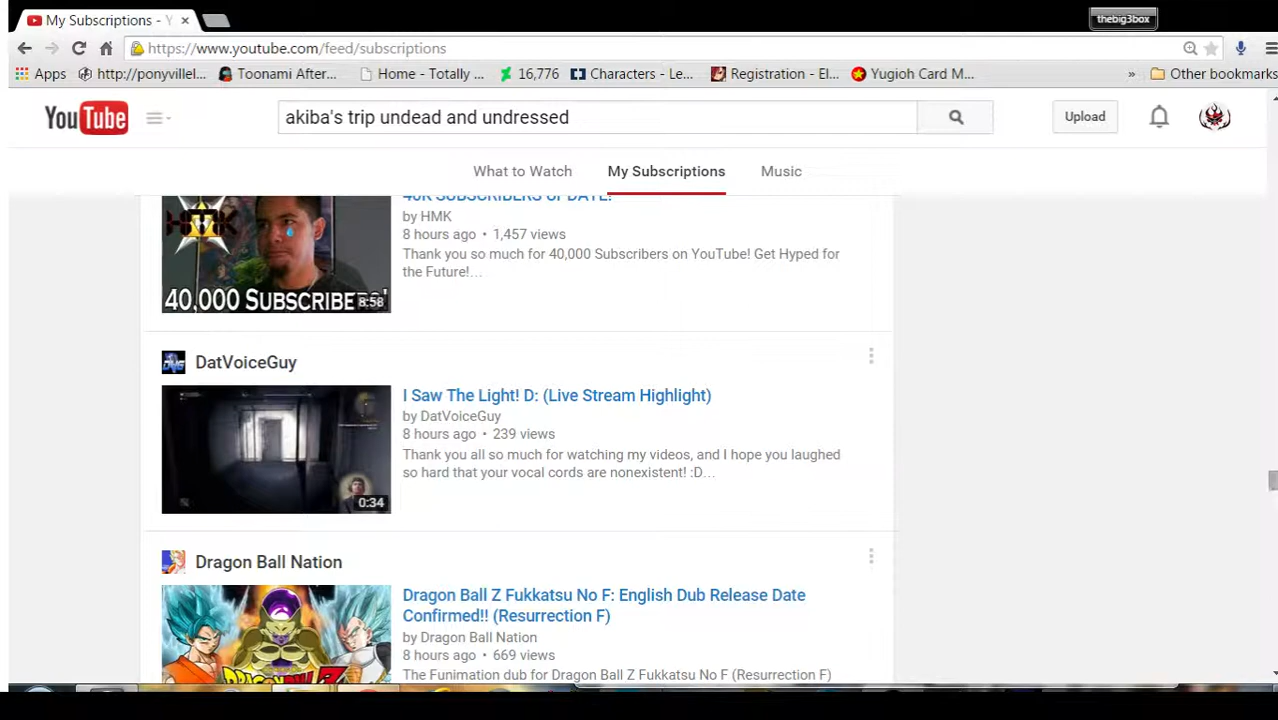 My Subscriptions - Y
thebig3box
https://www.youtube.com/feed/subscriptions
Apps
http://ponyvillel...
Toonami After...
Home - Totally ...
16,776
Characters - Le...
Registration - El...
Yugioh Card M...
»
Other bookmarks
YouTube
akiba's trip undead and undressed
Upload
What to Watch
My Subscriptions
Music
40K SUBSCRIBERS UPDATE!
by HMK
8 hours ago • 1,457 views
Thank you so much for 40,000 Subscribers on YouTube! Get Hyped for
the Future!...
HMK
40,000 SUBSCRIBERS!
8:58
DatVoiceGuy
I Saw The Light! D: (Live Stream Highlight)
by DatVoiceGuy
8 hours ago • 239 views
Thank you all so much for watching my videos, and I hope you laughed
so hard that your vocal cords are nonexistent! :D...
0:34
Dragon Ball Nation
Dragon Ball Z Fukkatsu No F: English Dub Release Date
Confirmed!! (Resurrection F)
by Dragon Ball Nation
8 hours ago • 669 views
The Funimation dub for Dragon Ball Z Fukkatsu No F (Resurrection F)
DRAGON BALL Z